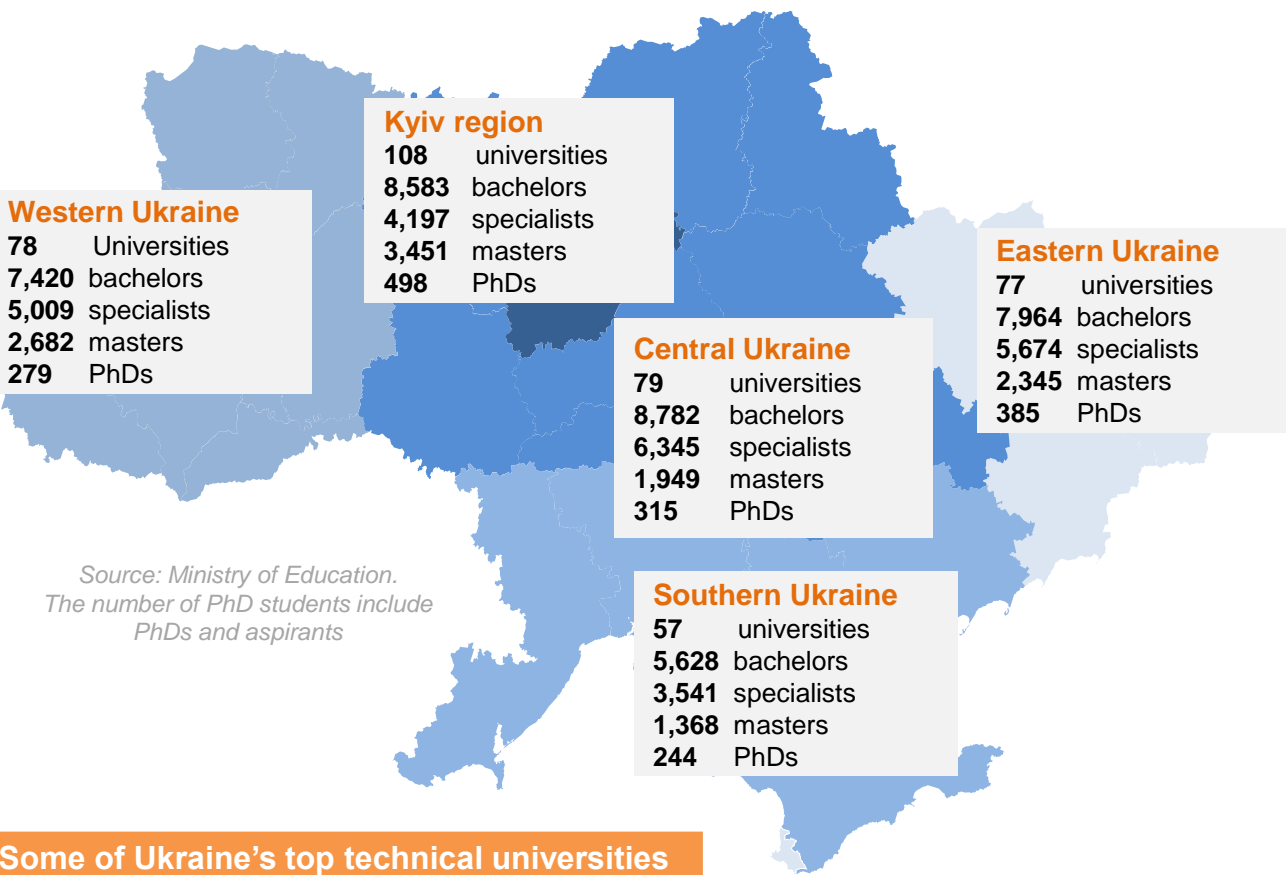 Kyiv region
108 universities
8,583 bachelors
4,197 specialists
3,451 masters
498 PhDs
Western Ukraine
78 Universities
7,420 bachelors
5,009 specialists
2,682 masters
279 PhDs
Eastern Ukraine
77 universities
7,964 bachelors
5,674 specialists
2,345 masters
385 PhDs
Central Ukraine
79 universities
8,782 bachelors
6,345 specialists
1,949 masters
315 PhDs
Source: Ministry of Education.
The number of PhD students include
PhDs and aspirants
Southern Ukraine
57 universities
5,628 bachelors
3,541 specialists
1,368 masters
244 PhDs
Some of Ukraine's top technical universities